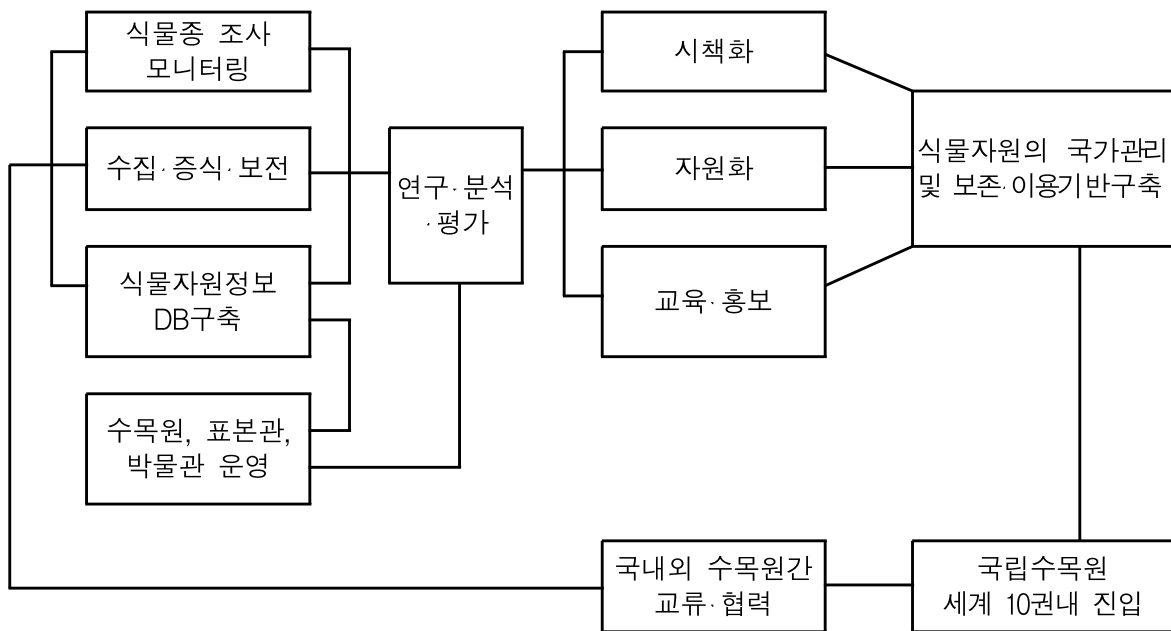 식물종 조사
모니터링
수집·증식·보전
식물자원정보
DB구축
수목원, 표본관,
박물관 운영
연구·분석
·평가
시책화
자원화
교육·홍보
식물자원의 국가관리
및 보존·이용기반구축
국내외 수목원간
교류·협력
국립수목원
세계 10권내 진입